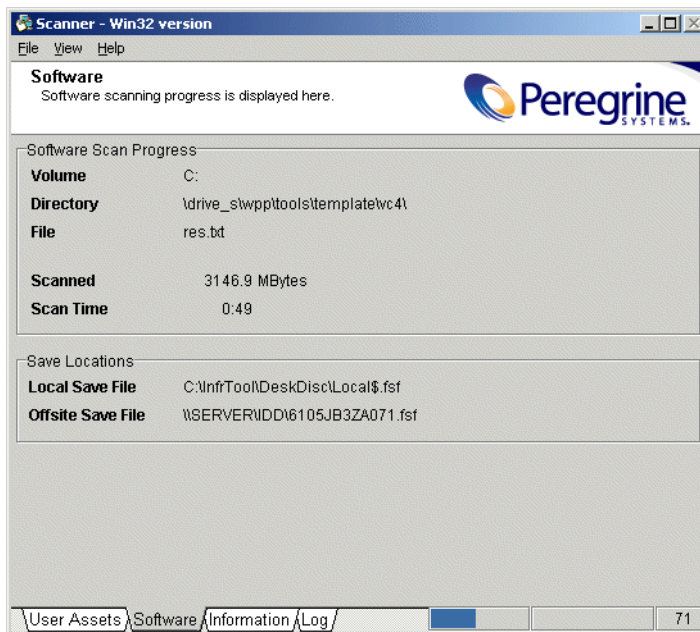 Scanner - Win32 version
File View Help
Software
Software scanning progress is displayed here.
Peregrine
SYSTEMS.
Software Scan Progress
Volume C:
Directory \drive_s\wpp\tools\template\vc4\
File res.txt
Scanned 3146.9 MBytes
Scan Time 0:49
Save Locations
Local Save File C:\InfrTool\DeskDisc\Local$.fsf
Offsite Save File \\SERVER\IDD\6105JB3ZA071.fsf
User Assets Software Information Log 71